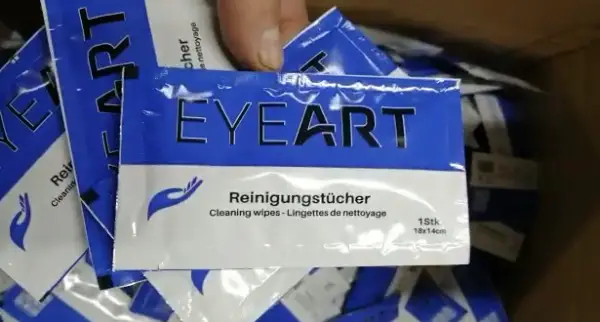 EYEART
Reinigungstücher
Cleaning wipes - Lingettes de nettoyage
1Stk
18x14cm